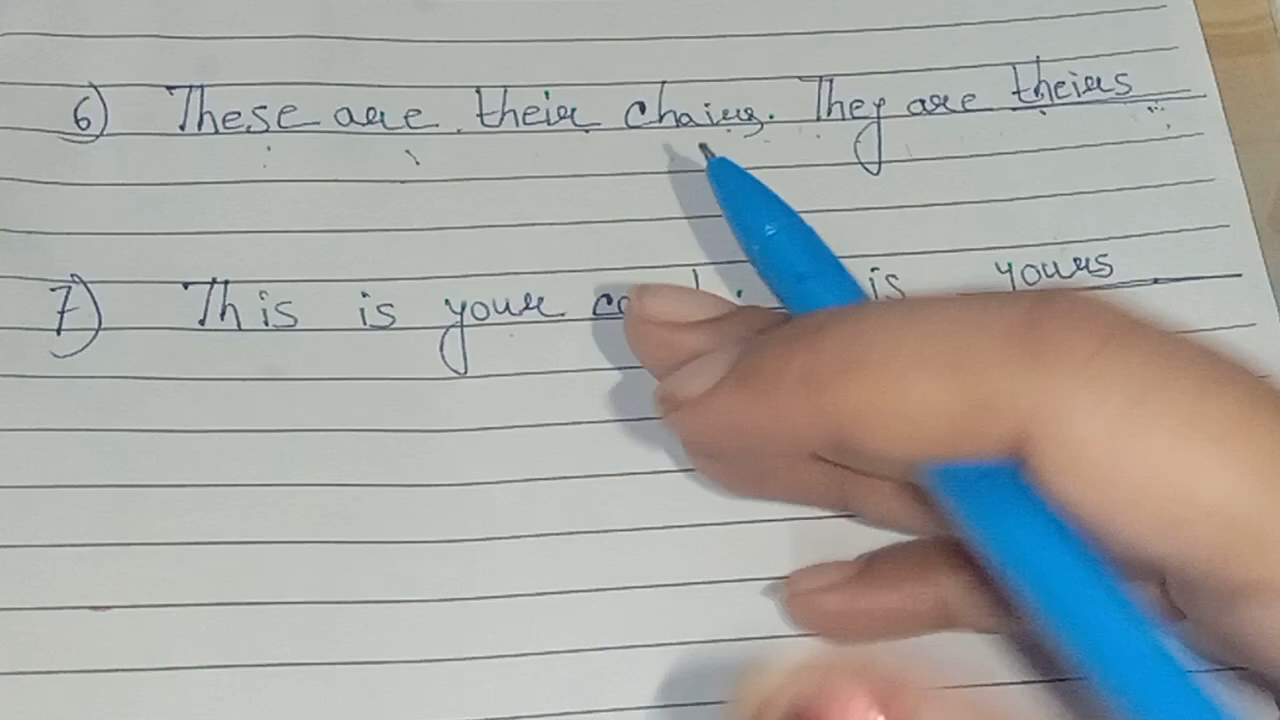 6) These are their chairs. They are theirs
7) This is your is yours